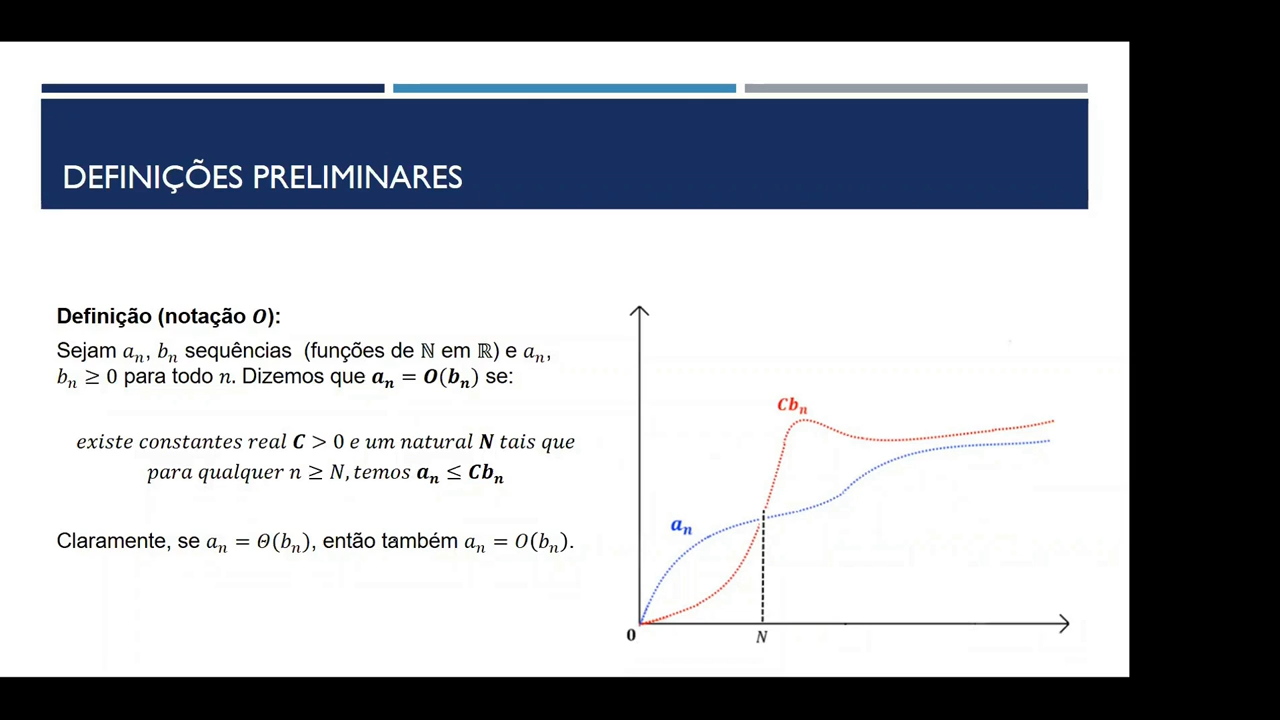 DEFINIÇÕES PRELIMINARES
Definição (notação O):
Sejam aₙ, bₙ sequências (funções de ℕ em ℝ) e aₙ,
bₙ ≥ 0 para todo n. Dizemos que aₙ = O(bₙ) se:
existe constantes real C > 0 e um natural N tais que
para qualquer n ≥ N, temos aₙ ≤ Cbₙ
Claramente, se aₙ = Θ(bₙ), então também aₙ = O(bₙ).
Cbₙ
aₙ
0
N